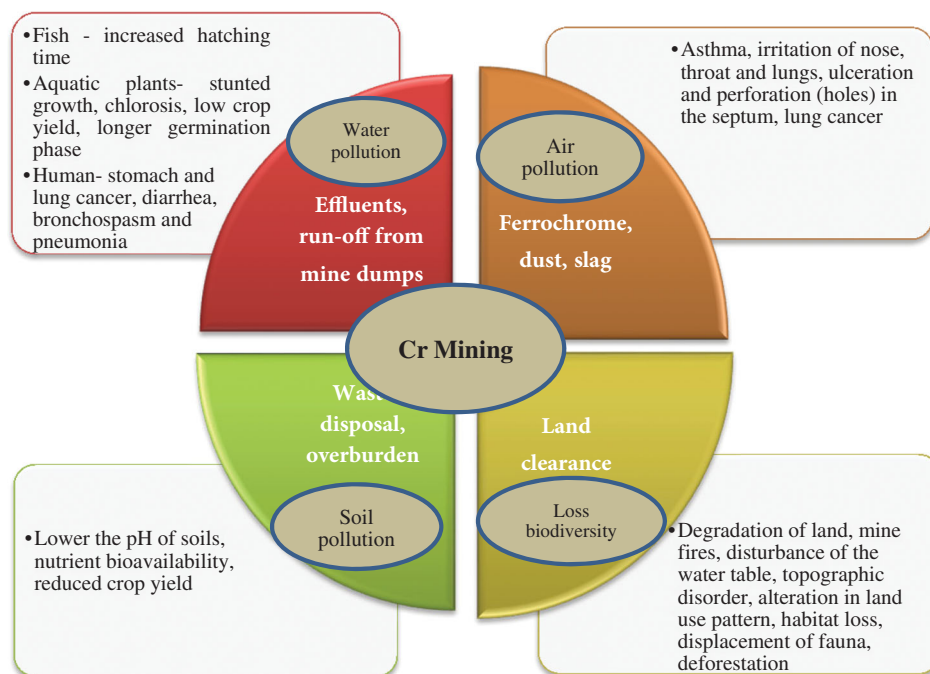 •Fish - increased hatching
time
•Aquatic plants- stunted
growth, chlorosis, low crop
yield, longer germination
phase
•Human- stomach and
lung cancer, diarrhea,
bronchospasm and
pneumonia
•Asthma, irritation of nose,
throat and lungs, ulceration
and perforation (holes) in
the septum, lung cancer
Water
pollution
Effluents,
run-off from
mine dumps
Air
pollution
Ferrochrome,
dust, slag
Cr Mining
disposal,
overburden
Soil
pollution
Land
clearance
Loss
biodiversity
•Lower the pH of soils,
nutrient bioavailability,
reduced crop yield
•Degradation of land, mine
fires, disturbance of the
water table, topographic
disorder, alteration in land
use pattern, habitat loss,
displacement of fauna,
deforestation